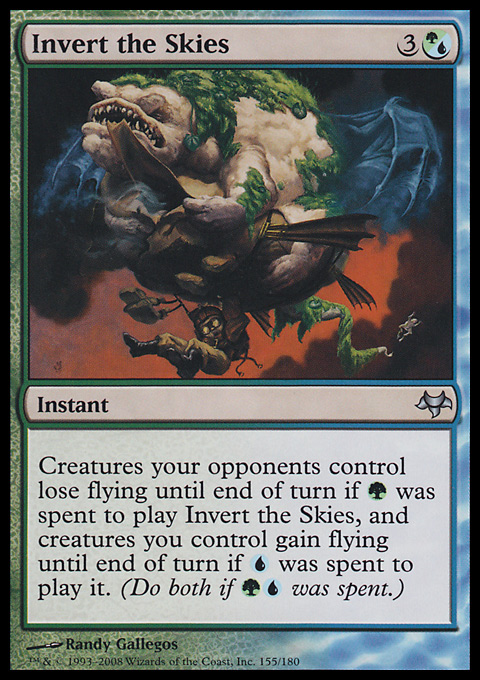 Invert the Skies 3
Instant
Creatures your opponents control
lose flying until end of turn if was
spent to play Invert the Skies, and
creatures you control gain flying
until end of turn if was spent to
play it. (Do both if was spent.)
Randy Gallegos
™ & © 1993–2008 Wizards of the Coast, Inc. 155/180